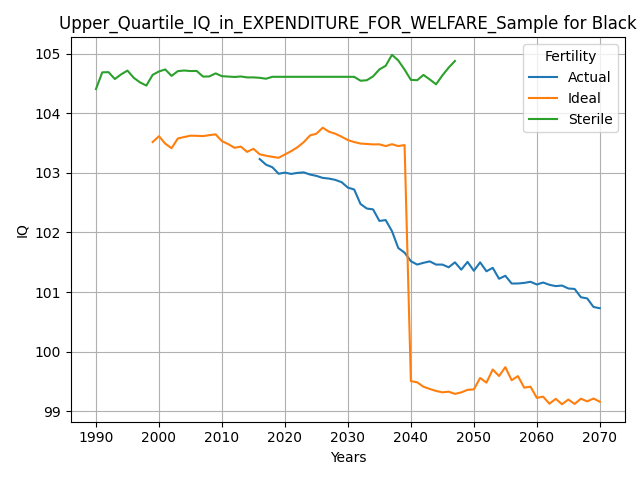 Upper_Quartile_IQ_in_EXPENDITURE_FOR_WELFARE_Sample for Black
105
104
103
102
101
100
99
IQ
1990 2000 2010 2020 2030 2040 2050 2060 2070
Years
Fertility
Actual
Ideal
Sterile